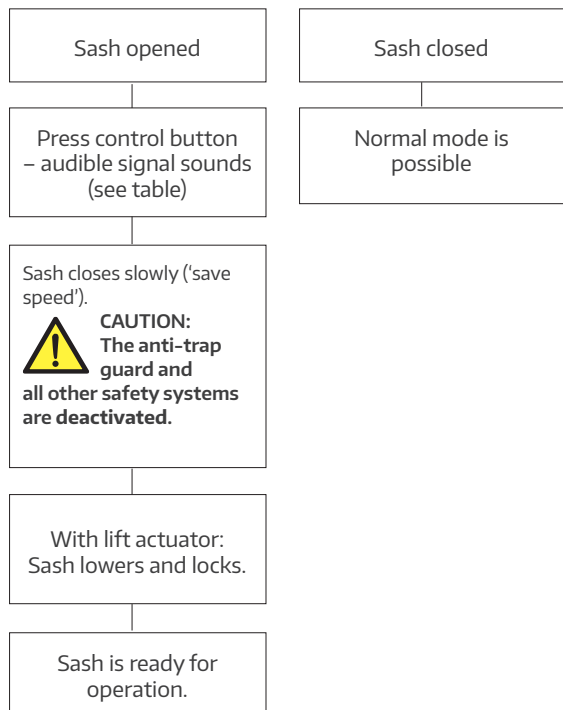 Sash opened
Press control button
– audible signal sounds
(see table)
Sash closes slowly (‘save
speed’).
CAUTION:
The anti-trap
guard and
all other safety systems
are deactivated.
With lift actuator:
Sash lowers and locks.
Sash is ready for
operation.
Sash closed
Normal mode is
possible